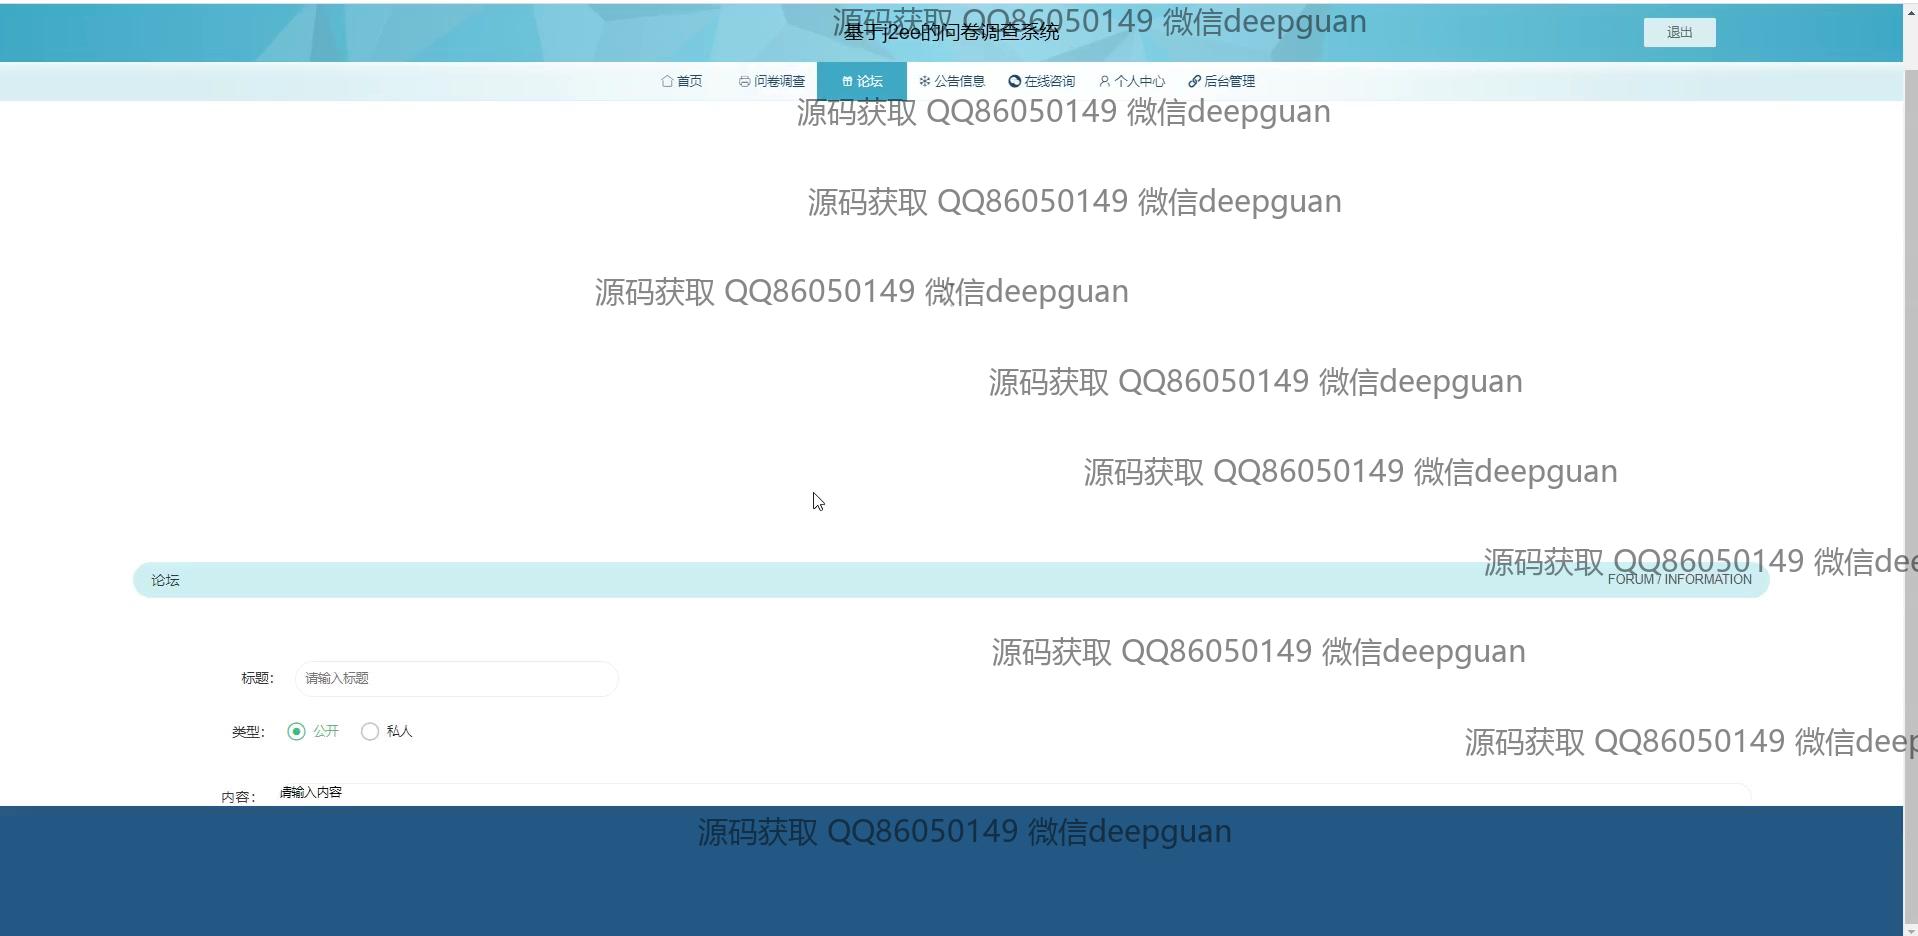 源码获取 QQ86050149 微信deepguan
基于j2ee的问卷调查系统
退出
首页 问卷调查 论坛 公告信息 在线咨询 个人中心 后台管理
源码获取 QQ86050149 微信deepguan
源码获取 QQ86050149 微信deepguan
源码获取 QQ86050149 微信deepguan
源码获取 QQ86050149 微信deepguan
源码获取 QQ86050149 微信deepguan
源码获取 QQ86050149 微信dee
论坛 FORUM / INFORMATION
源码获取 QQ86050149 微信deepguan
标题： 请输入标题
类型： 公开 私人
源码获取 QQ86050149 微信deep
内容： 请输入内容
源码获取 QQ86050149 微信deepguan